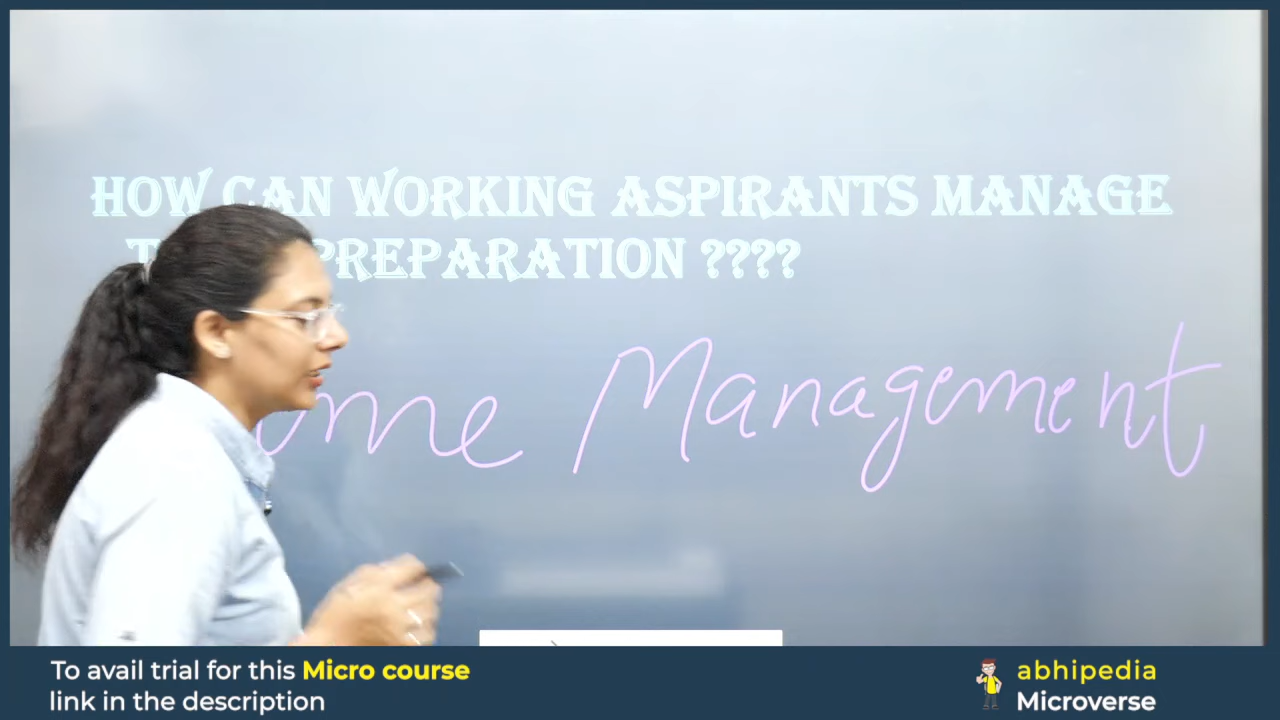 HOW CAN WORKING ASPIRANTS MANAGE
PREPARATION ????
Management
To avail trial for this Micro course
link in the description
abhipedia
Microverse